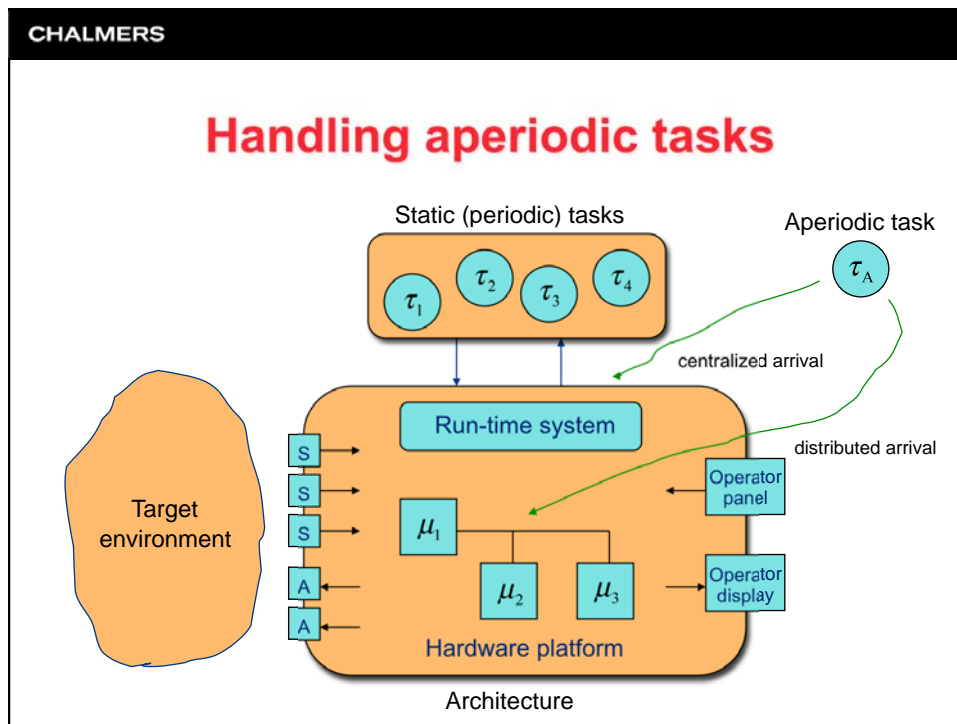 CHALMERS
Handling aperiodic tasks
Static (periodic) tasks
Aperiodic task
τ1
τ2
τ3
τ4
τA
centralized arrival
Run-time system
distributed arrival
S
S
S
A
A
Target
environment
μ1
μ2
μ3
Operator
panel
Operator
display
Hardware platform
Architecture